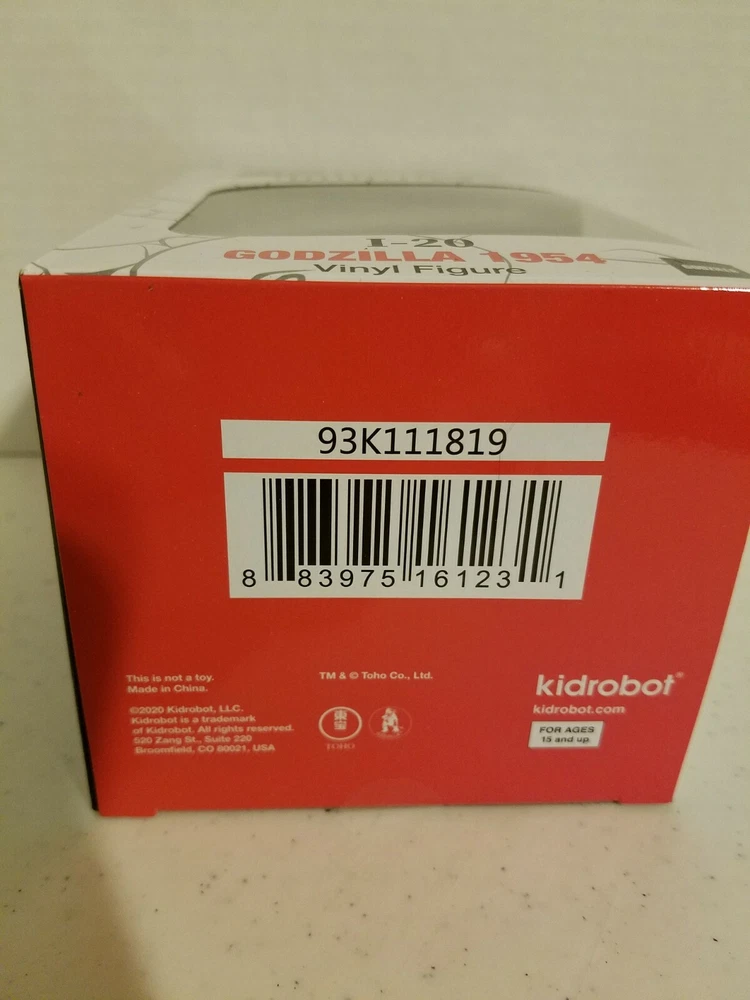 I-20
GODZILLA 1954
Vinyl Figure
93K111819
8 83975 16123 1
This is not a toy.
Made in China.
©2020 Kidrobot, LLC.
Kidrobot is a trademark
of Kidrobot. All rights reserved.
520 Zang St., Suite 220
Broomfield, CO 80021, USA
TM & © Toho Co., Ltd.
東宝
TOHO
kidrobot®
kidrobot.com
FOR AGES
15 and up